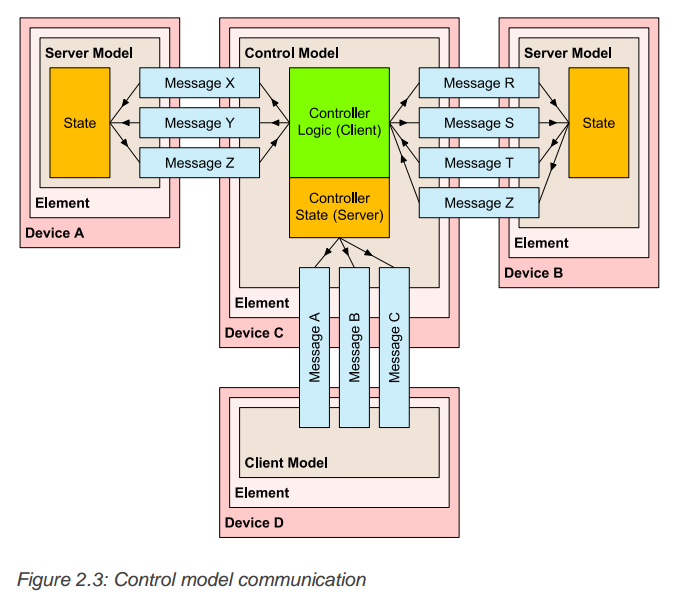 Server Model
Control Model
Server Model
Message X
Message R
State
Message Y
Controller
Logic (Client)
Message S
State
Message Z
Message T
Controller
State (Server)
Message Z
Element
Device A
Element
Device B
Element
Device C
Message A
Message B
Message C
Client Model
Element
Device D
Figure 2.3: Control model communication